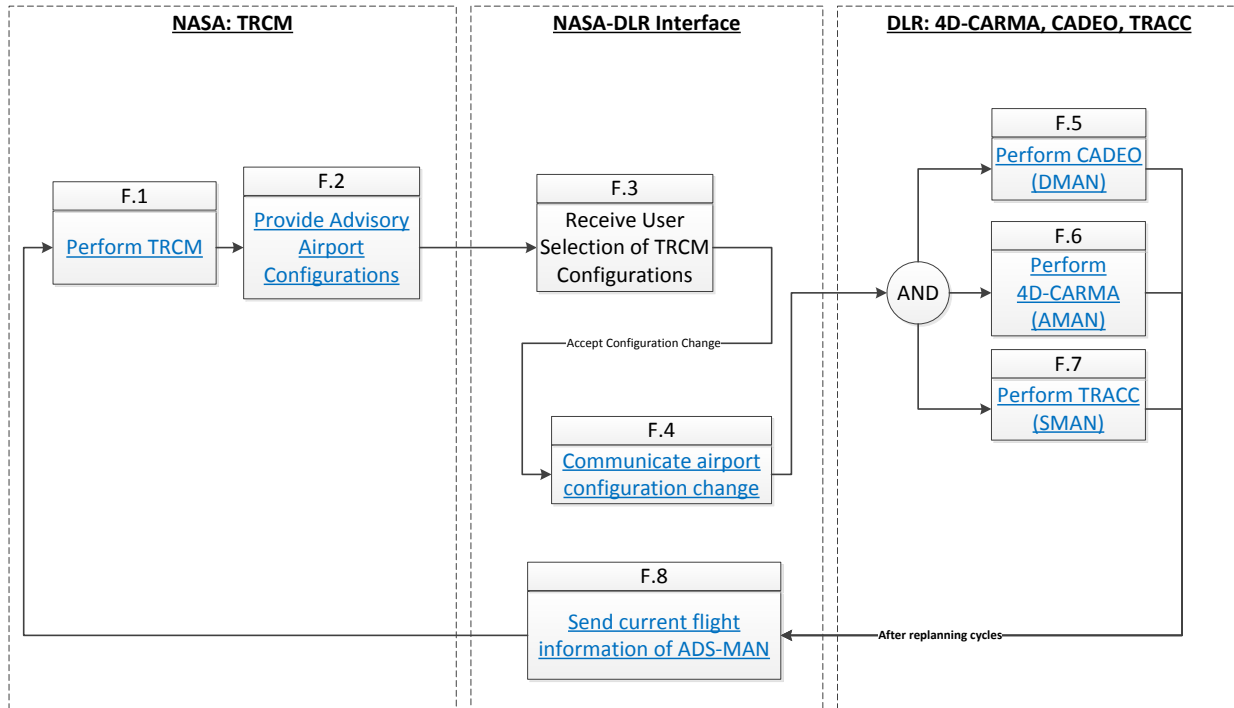 NASA: TRCM
NASA-DLR Interface
DLR: 4D-CARMA, CADEO, TRACC
F.1
Perform TRCM
F.2
Provide Advisory
Airport
Configurations
F.3
Receive User
Selection of TRCM
Configurations
Accept Configuration Change
F.4
Communicate airport
configuration change
AND
F.5
Perform CADEO
(DMAN)
F.6
Perform
4D-CARMA
(AMAN)
F.7
Perform TRACC
(SMAN)
After replanning cycles
F.8
Send current flight
information of ADS-MAN